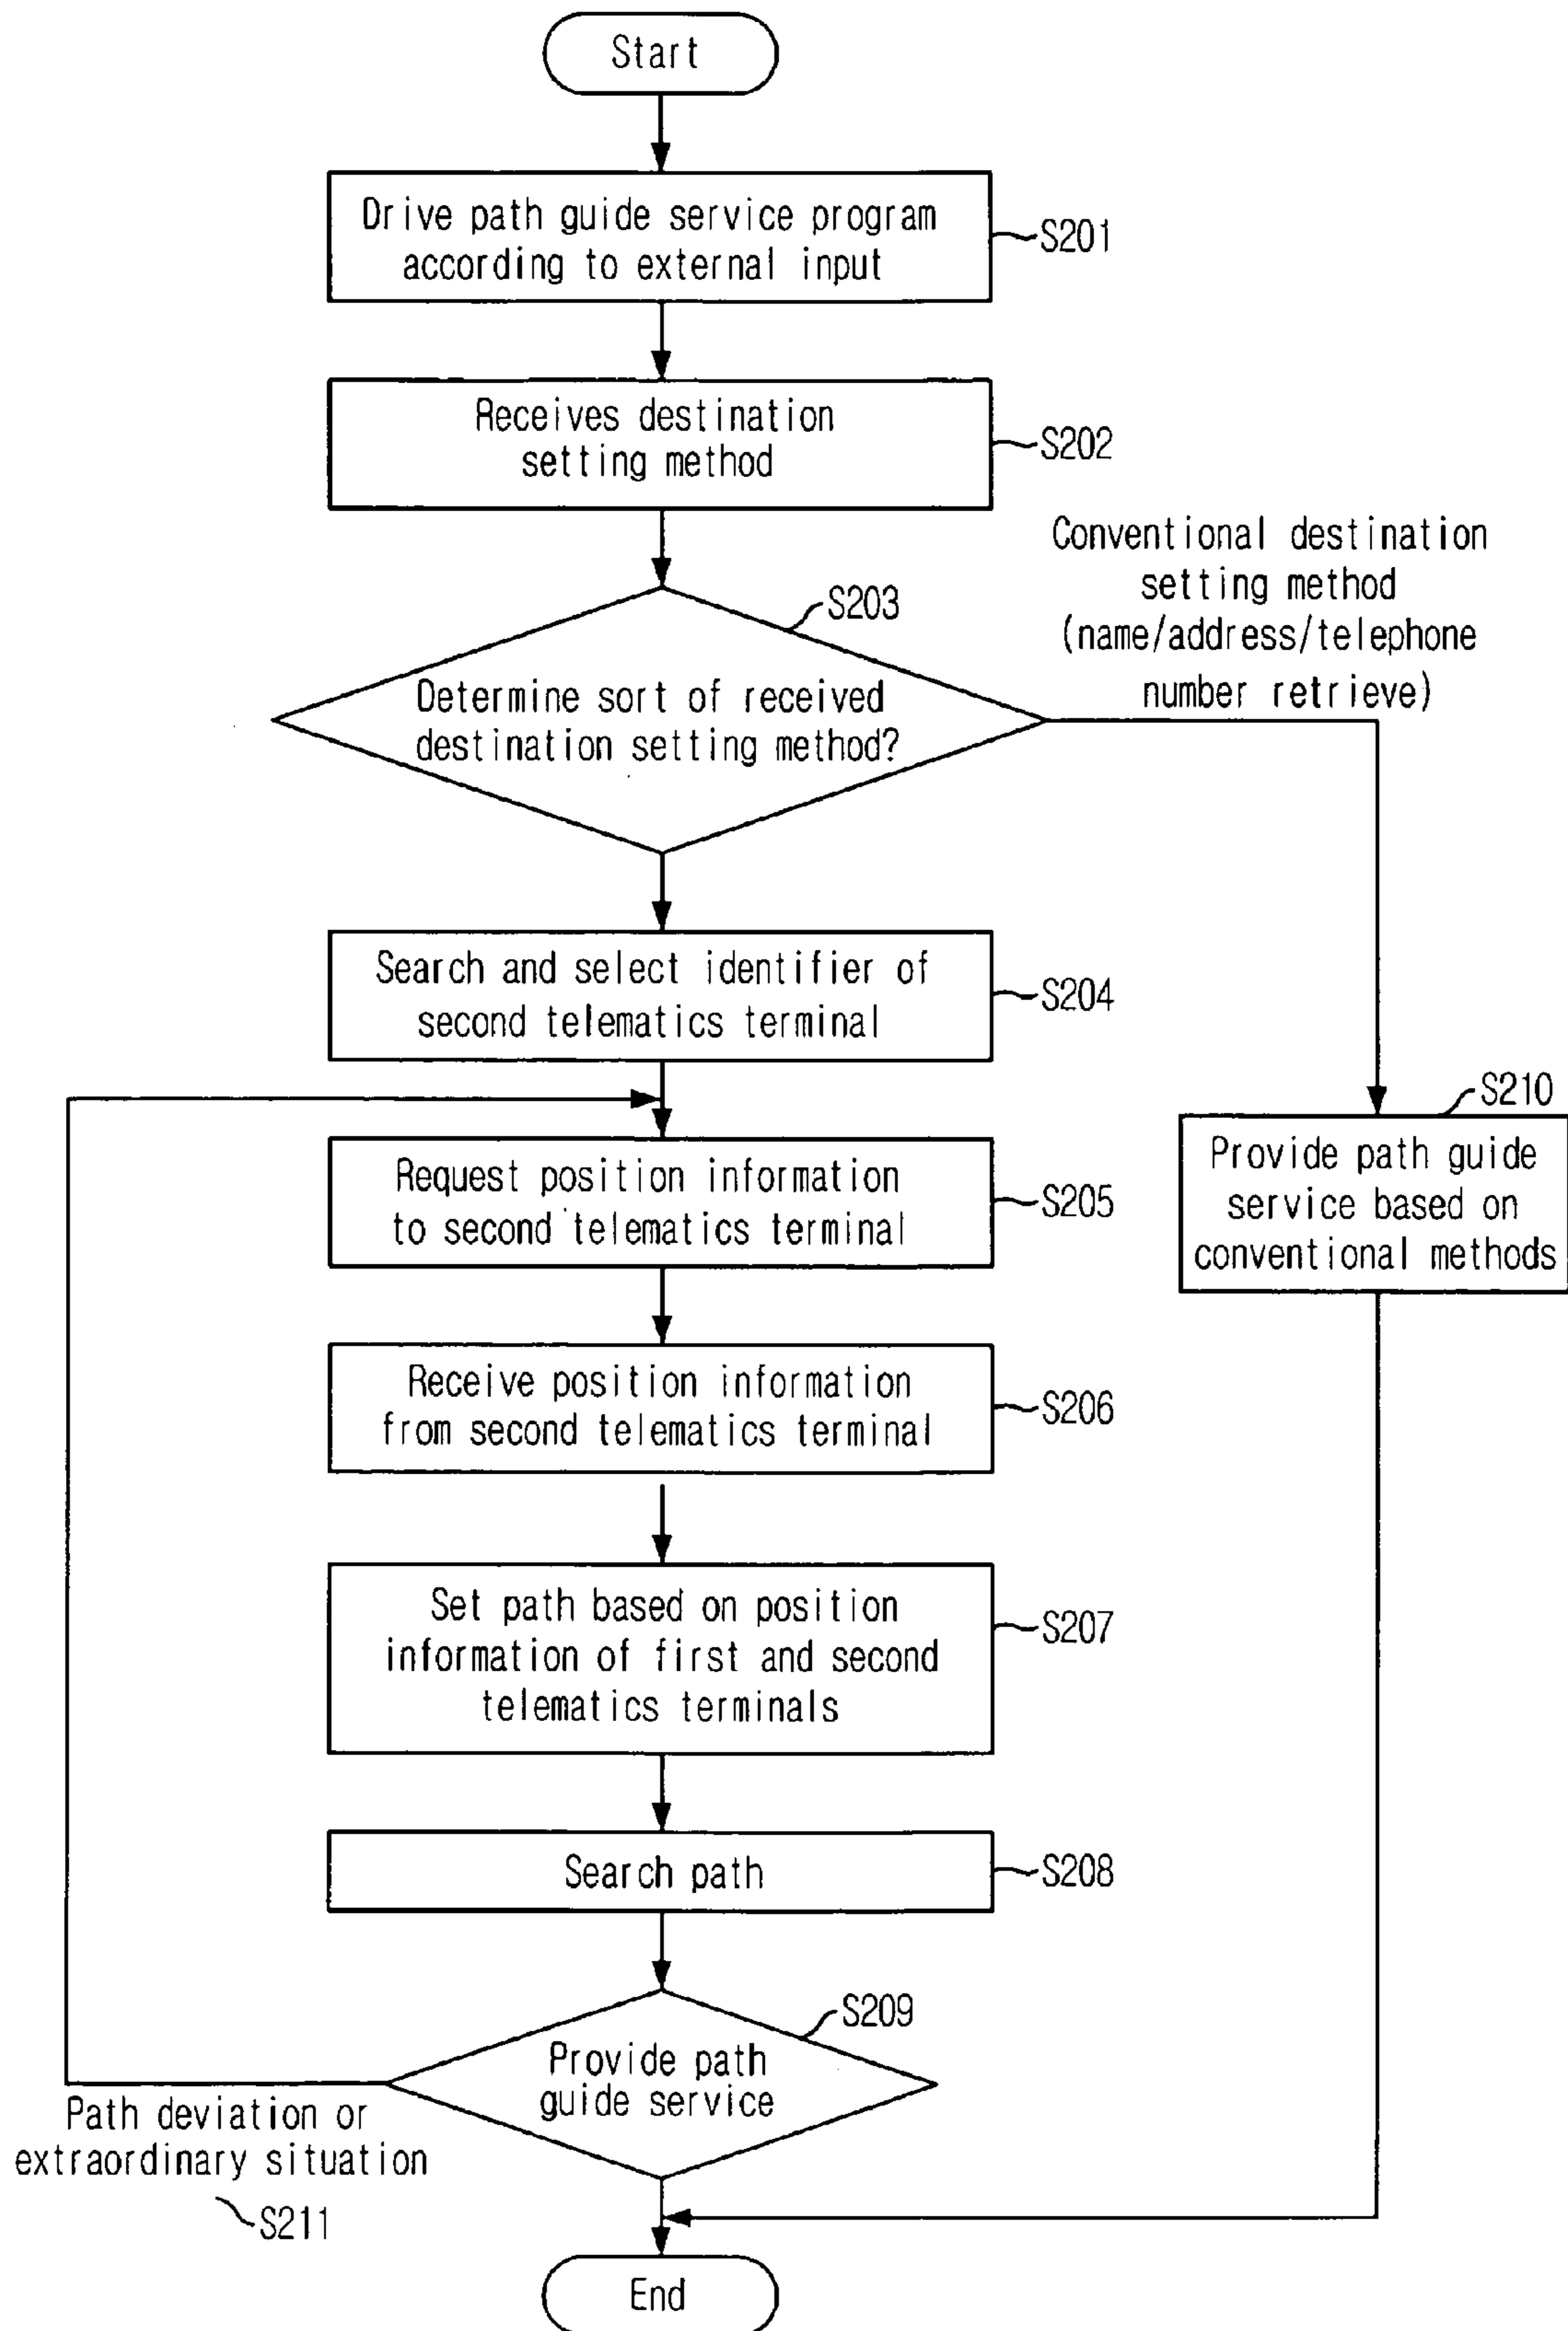 Start
Drive path guide service program
according to external input
S201
Receives destination
setting method
S202
Conventional destination
setting method
(name/address/telephone
number retrieve)
S203
Determine sort of received
destination setting method?
Search and select identifier of
second telematics terminal
S204
Request position information
to second telematics terminal
S205
S210
Provide path guide
service based on
conventional methods
Receive position information
from second telematics terminal
S206
Set path based on position
information of first and second
telematics terminals
S207
Search path
S208
S209
Provide path
guide service
Path deviation or
extraordinary situation
S211
End